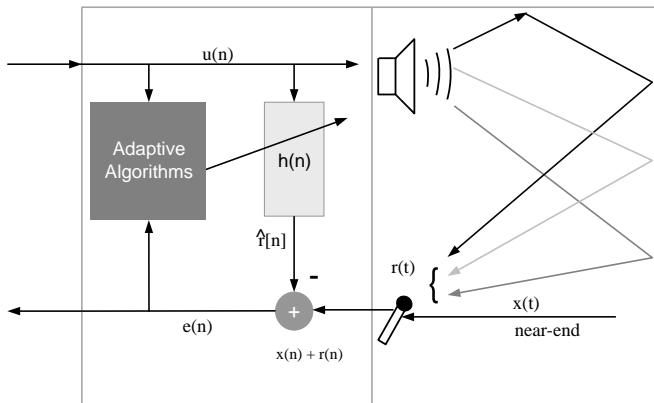 u(n)
Adaptive
Algorithms
h(n)
r̂[n]
-
r(t)
{
+
x(t)
e(n)
near-end
x(n) + r(n)